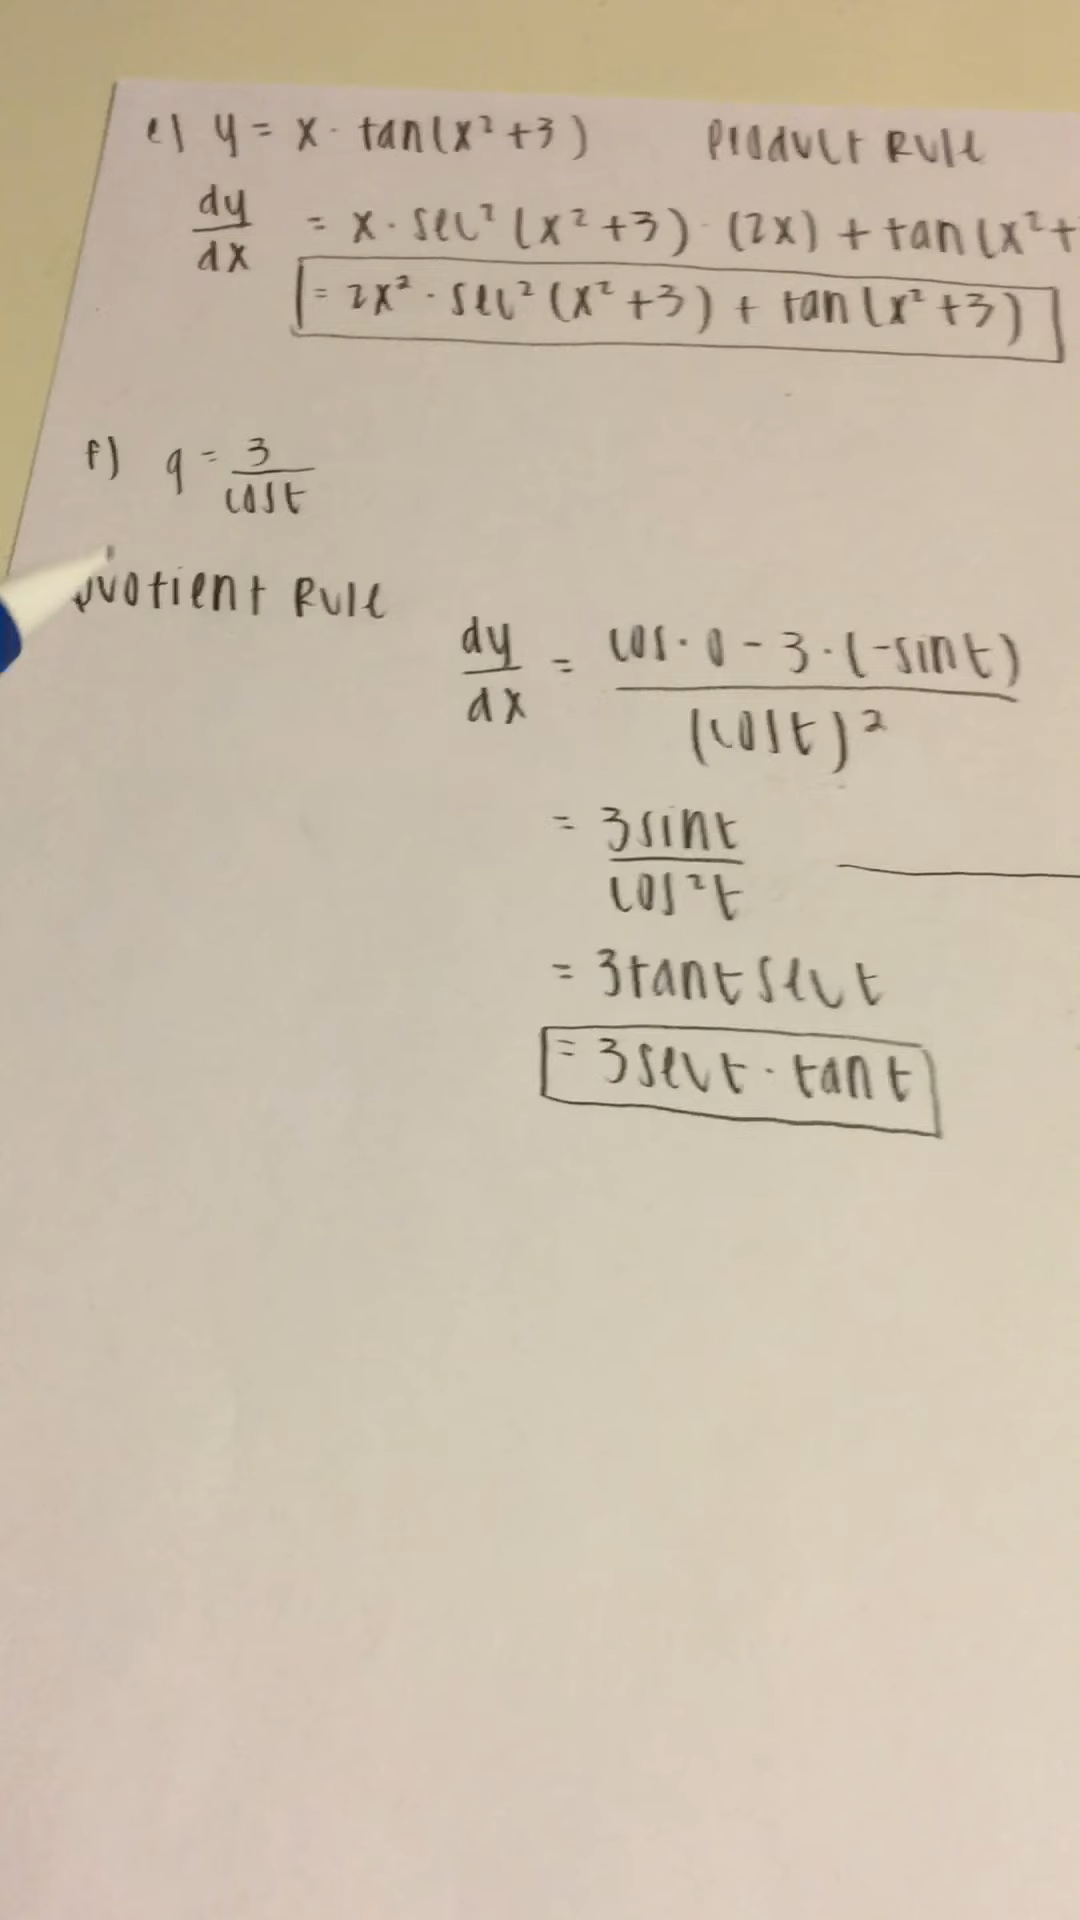 e) y = x · tan(x² + 3) Product Rule
dy/dx = x · sec² (x² + 3) · (2x) + tan(x² +
= 2x² · sec² (x² + 3) + tan(x² + 3)
f) q = 3/cost
Quotient Rule
dy/dx = cos · 0 - 3 · (-sint)/(cost)²
= 3sint/cos²t
= 3tant sect
= 3sect · tant